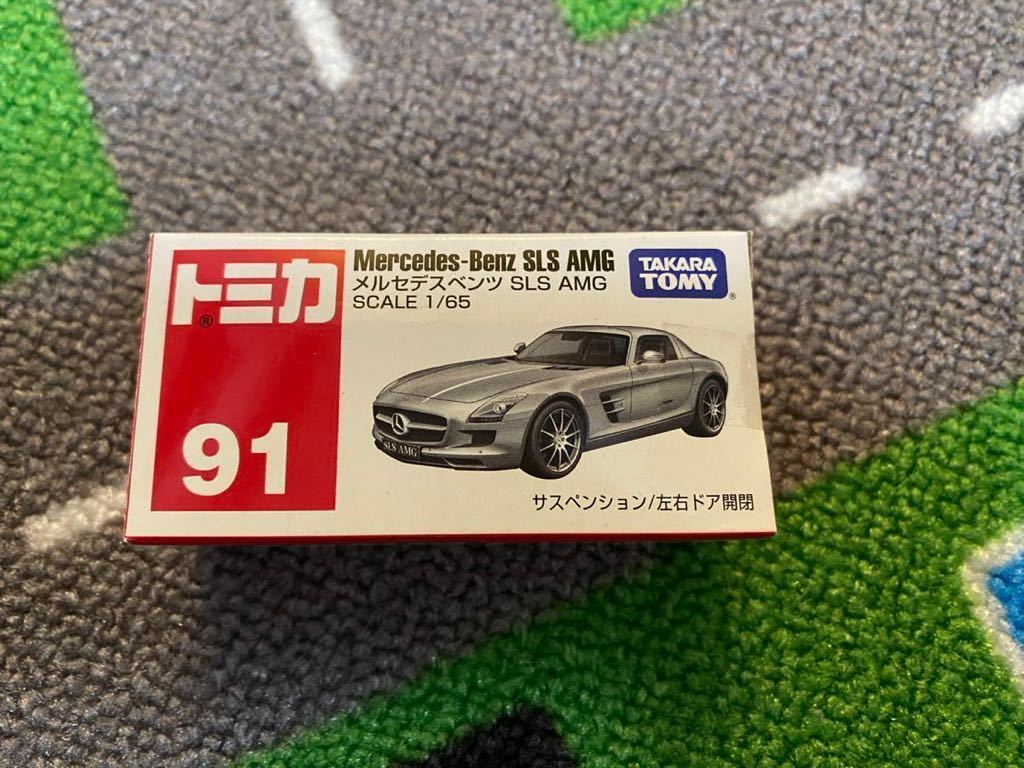 トミカ
®
91
Mercedes-Benz SLS AMG
メルセデスベンツ SLS AMG
SCALE 1/65
TAKARA
TOMY
®
SLS AMG
サスペンション/左右ドア開閉